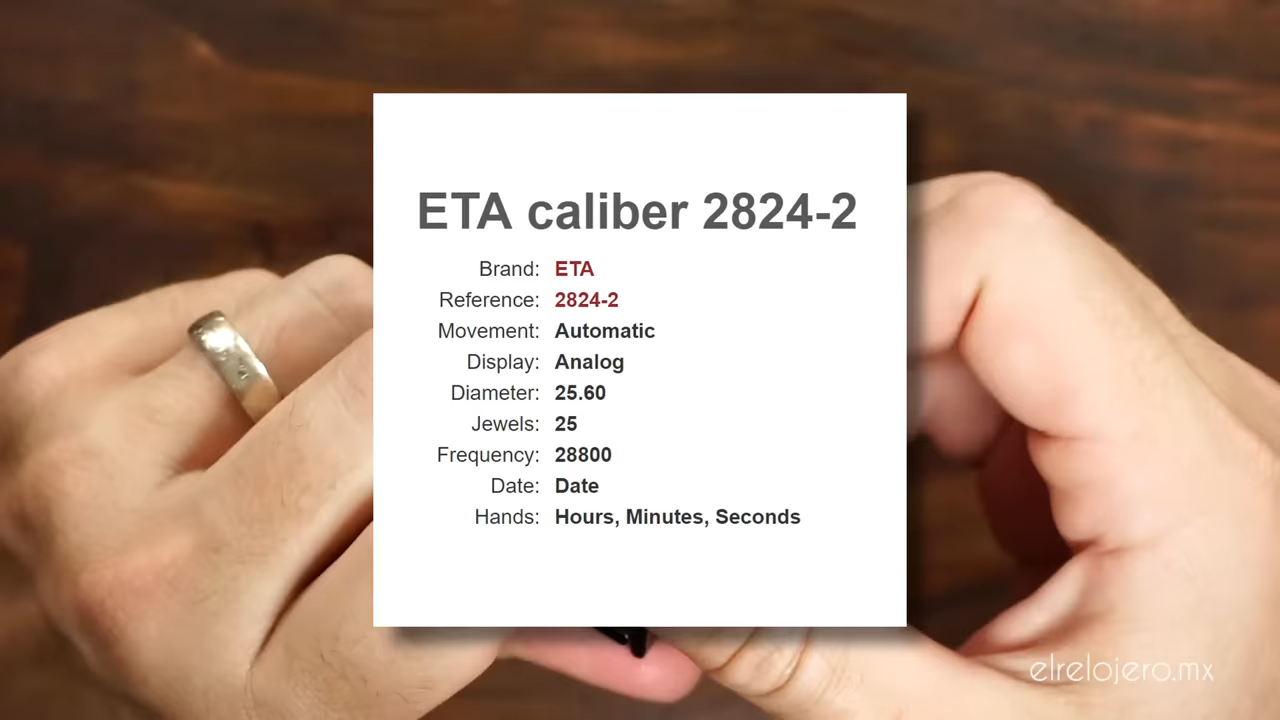 ETA caliber 2824-2
Brand: ETA
Reference: 2824-2
Movement: Automatic
Display: Analog
Diameter: 25.60
Jewels: 25
Frequency: 28800
Date: Date
Hands: Hours, Minutes, Seconds
elrelojero.mx